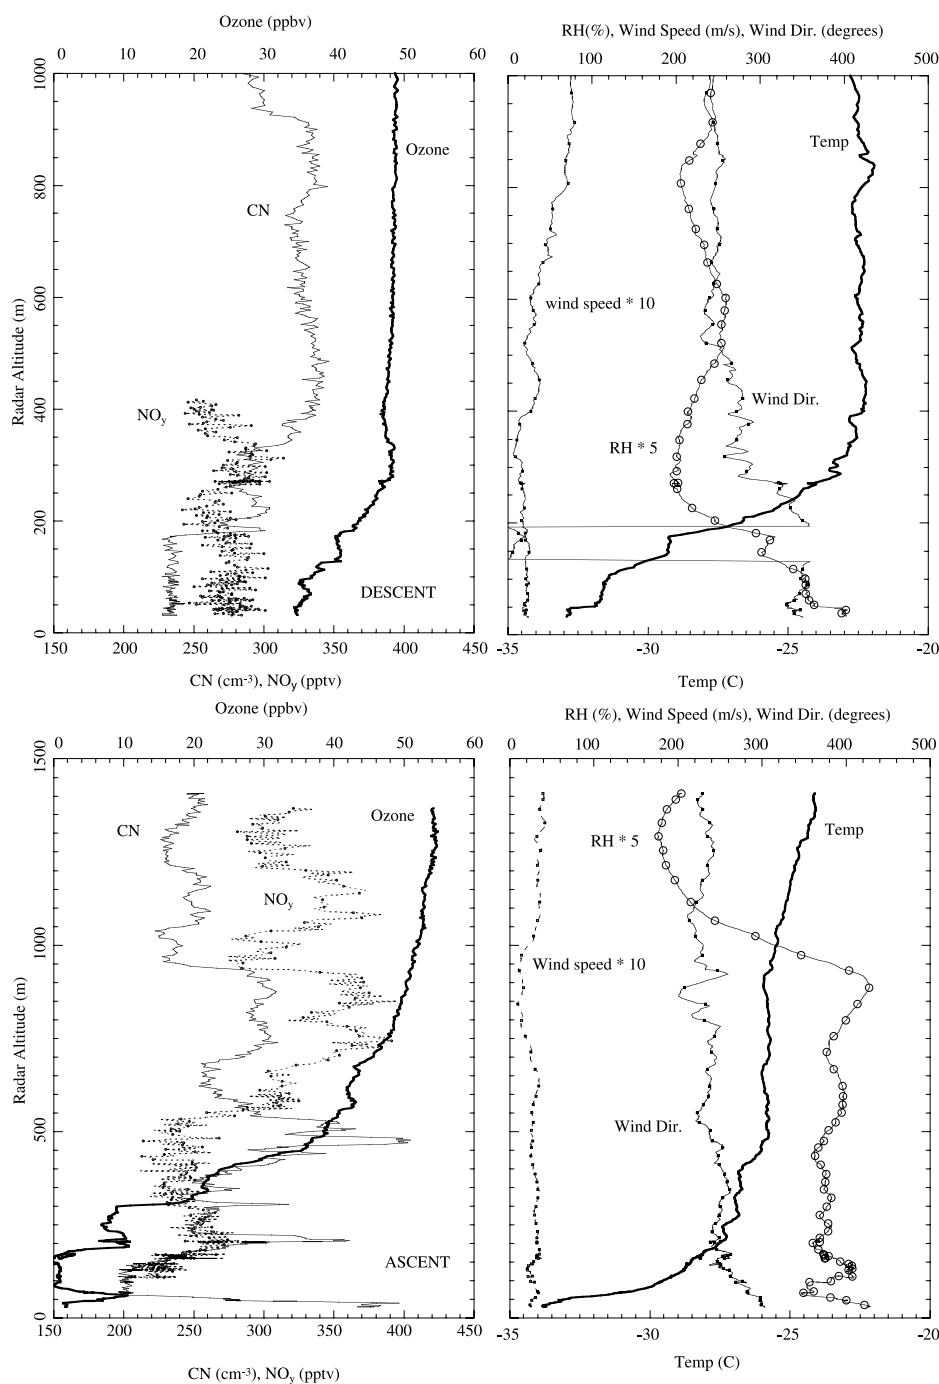 Ozone (ppbv)
0 10 20 30 40 50 60
RH(%), Wind Speed (m/s), Wind Dir. (degrees)
0 100 200 300 400 500
1000
800
600
400
200
0
Radar Altitude (m)
Ozone
CN
NOy
DESCENT
150 200 250 300 350 400 450
CN (cm-3), NOy (pptv)
Temp
wind speed * 10
Wind Dir.
RH * 5
-35 -30 -25 -20
Temp (C)
Ozone (ppbv)
0 10 20 30 40 50 60
RH (%), Wind Speed (m/s), Wind Dir. (degrees)
0 100 200 300 400 500
1500
1000
500
0
Radar Altitude (m)
CN
Ozone
NOy
ASCENT
150 200 250 300 350 400 450
CN (cm-3), NOy (pptv)
Temp
RH * 5
Wind speed * 10
Wind Dir.
-35 -30 -25 -20
Temp (C)